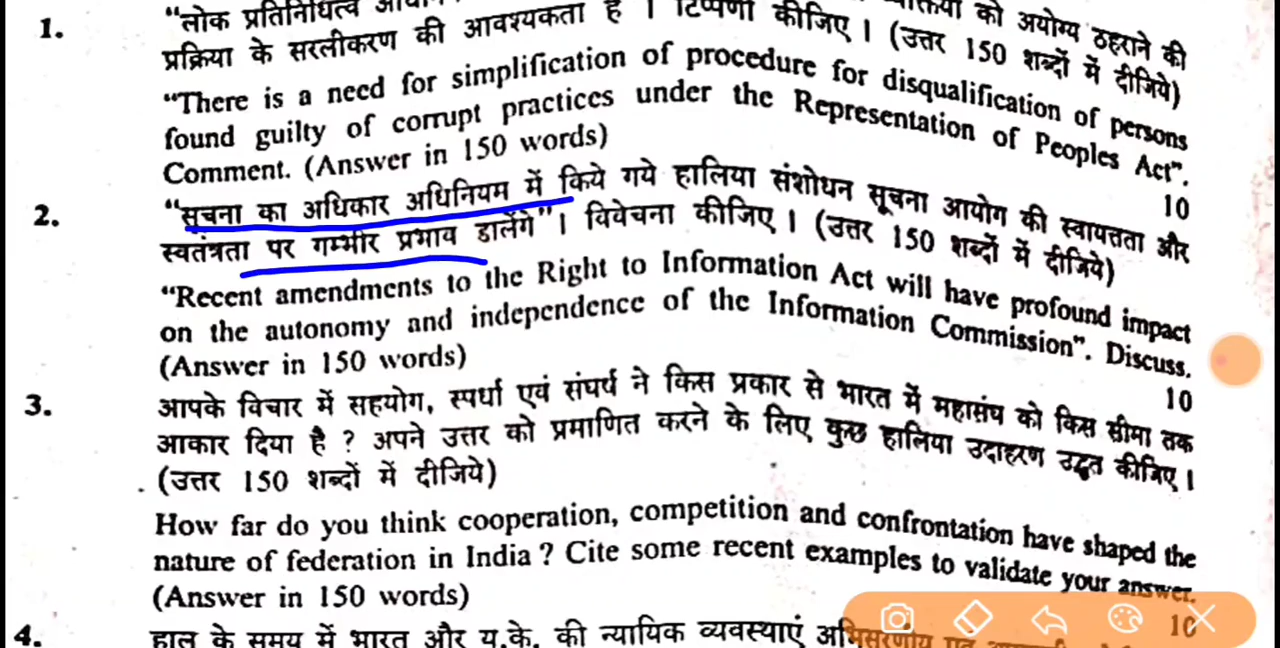 1.
"लोक प्रतिनिधित्व को अयोग्य ठहराने की
प्रक्रिया के सरलीकरण की आवश्यकता है । टिप्पणी कीजिए । (उत्तर 150 शब्दों में दीजिये)
"There is a need for simplification of procedure for disqualification of persons
found guilty of corrupt practices under the Representation of Peoples Act".
Comment. (Answer in 150 words)
10
2.
"सूचना का अधिकार अधिनियम में किये गये हालिया संशोधन सूचना आयोग की स्वायत्तता और
स्वतंत्रता पर गम्भीर प्रभाव डालेंगे" । विवेचना कीजिए । (उत्तर 150 शब्दों में दीजिये)
"Recent amendments to the Right to Information Act will have profound impact
on the autonomy and independence of the Information Commission". Discuss.
(Answer in 150 words)
10
3.
आपके विचार में सहयोग, स्पर्धा एवं संघर्ष ने किस प्रकार से भारत में महासंघ को किस सीमा तक
आकार दिया है ? अपने उत्तर को प्रमाणित करने के लिए कुछ हालिया उदाहरण उद्धृत कीजिए ।
(उत्तर 150 शब्दों में दीजिये)
How far do you think cooperation, competition and confrontation have shaped the
nature of federation in India ? Cite some recent examples to validate your answer.
(Answer in 150 words)
10
4.
हाल के समय में भारत और यू.के. की न्यायिक व्यवस्थाएं